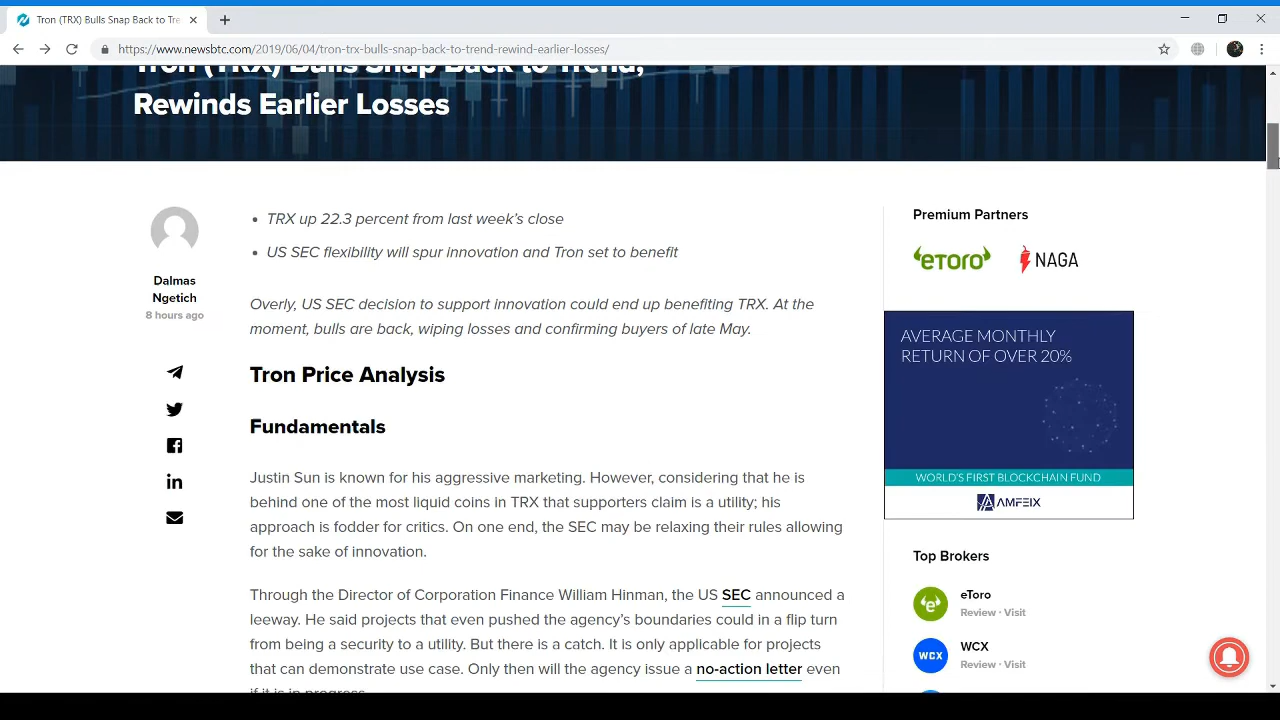 Tron (TRX) Bulls Snap Back to Tre
https://www.newsbtc.com/2019/06/04/tron-trx-bulls-snap-back-to-trend-rewind-earlier-losses/
Tron (TRX) Bulls Snap Back to Trend,
Rewinds Earlier Losses
Dalmas
Ngetich
8 hours ago
TRX up 22.3 percent from last week's close
US SEC flexibility will spur innovation and Tron set to benefit
Overly, US SEC decision to support innovation could end up benefiting TRX. At the
moment, bulls are back, wiping losses and confirming buyers of late May.
Tron Price Analysis
Fundamentals
Justin Sun is known for his aggressive marketing. However, considering that he is
behind one of the most liquid coins in TRX that supporters claim is a utility; his
approach is fodder for critics. On one end, the SEC may be relaxing their rules allowing
for the sake of innovation.
Through the Director of Corporation Finance William Hinman, the US SEC announced a
leeway. He said projects that even pushed the agency's boundaries could in a flip turn
from being a security to a utility. But there is a catch. It is only applicable for projects
that can demonstrate use case. Only then will the agency issue a no-action letter even
if it is in progress.
Premium Partners
eToro
NAGA
AVERAGE MONTHLY
RETURN OF OVER 20%
WORLD'S FIRST BLOCKCHAIN FUND
AMFEIX
Top Brokers
eToro
Review · Visit
WCX
WCX
Review · Visit